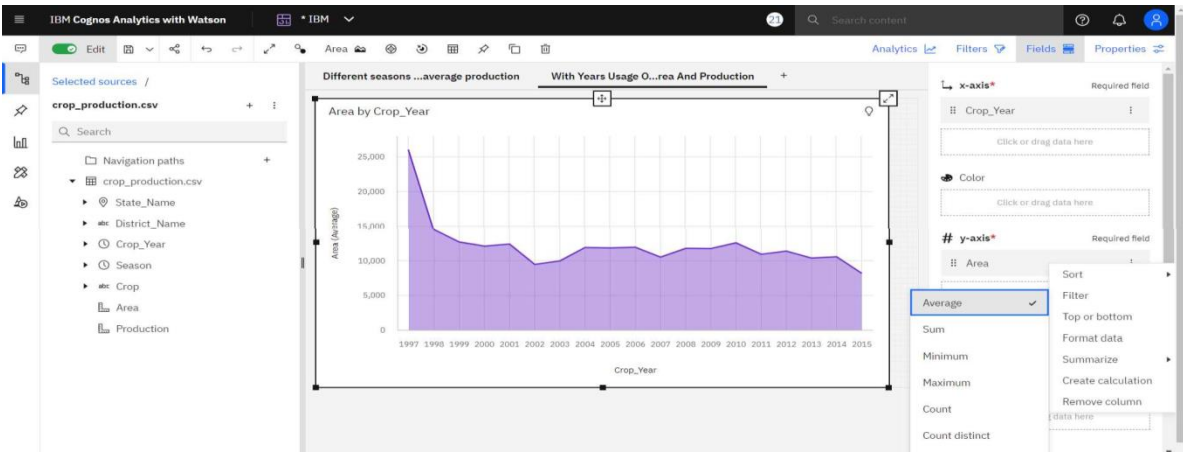 IBM Cognos Analytics with Watson
* IBM
21
Search content
Edit
Area
Analytics
Filters
Fields
Properties
Selected sources /
crop_production.csv
Search
Navigation paths
crop_production.csv
State_Name
abc District_Name
Crop_Year
Season
abc Crop
Area
Production
Different seasons ...average production
With Years Usage O...rea And Production
+
Area by Crop_Year
Area (Average)
25,000
20,000
15,000
10,000
5,000
0
1997 1998 1999 2000 2001 2002 2003 2004 2005 2006 2007 2008 2009 2010 2011 2012 2013 2014 2015
Crop_Year
x-axis* Required field
Crop_Year
Click or drag data here
Color
Click or drag data here
# y-axis* Required field
Area
Sort
Filter
Top or bottom
Format data
Summarize
Create calculation
Remove column
data here
Average
Sum
Minimum
Maximum
Count
Count distinct